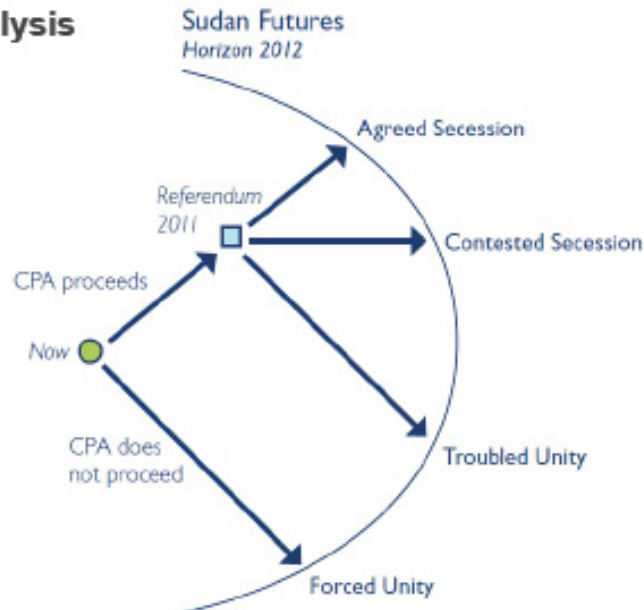 lysis
Sudan Futures
Horizon 2012
Agreed Secession
Referendum
2011
Contested Secession
CPA proceeds
Now
CPA does
not proceed
Troubled Unity
Forced Unity